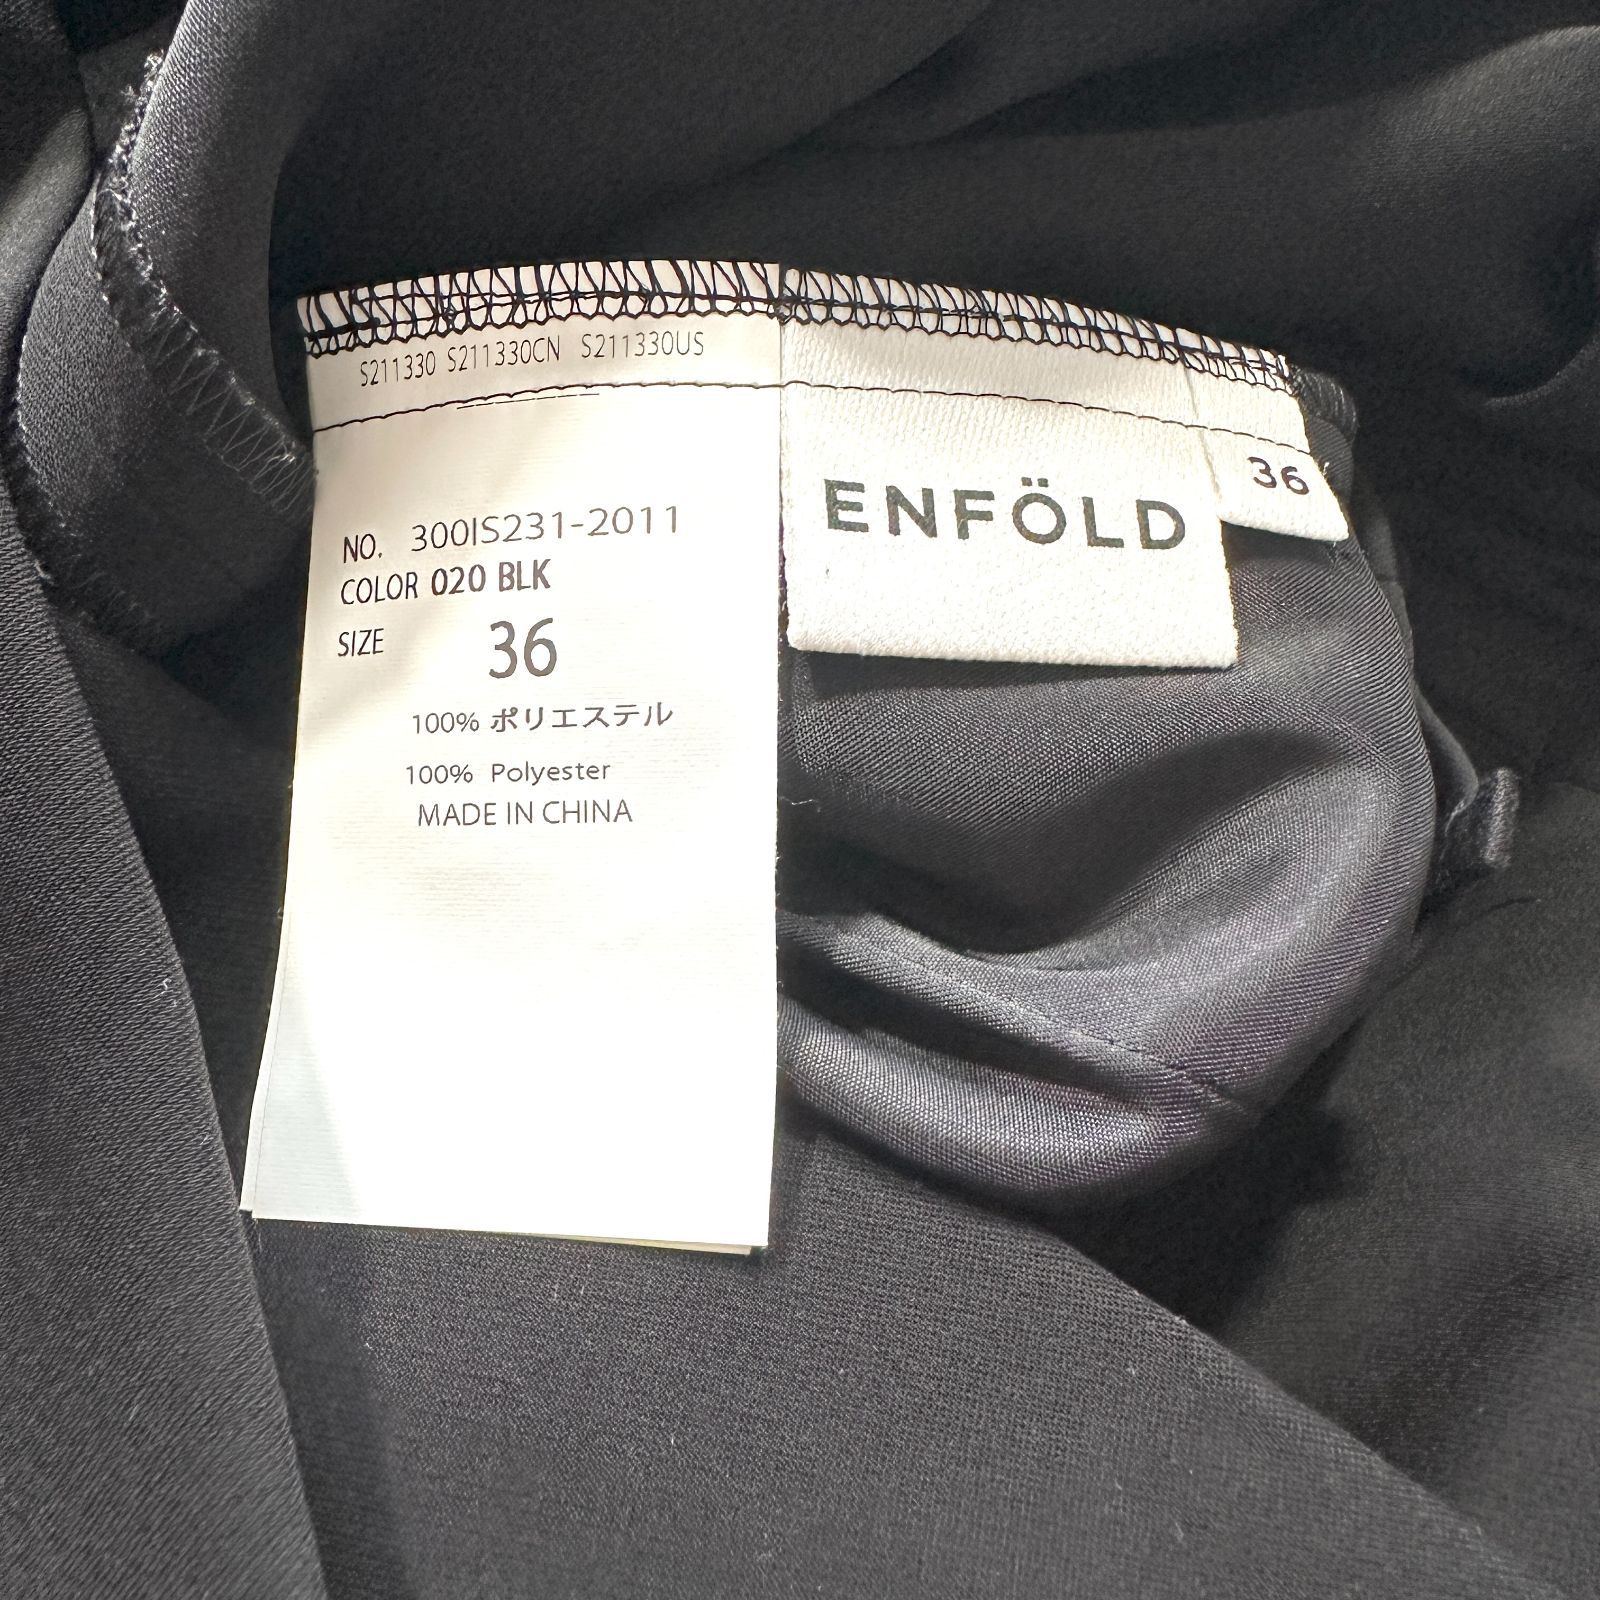 S211330 S211330CN S211330US
NO. 300IS231-2011
COLOR 020 BLK
SIZE 36
100% ポリエステル
100% Polyester
MADE IN CHINA
ENFÖLD
36